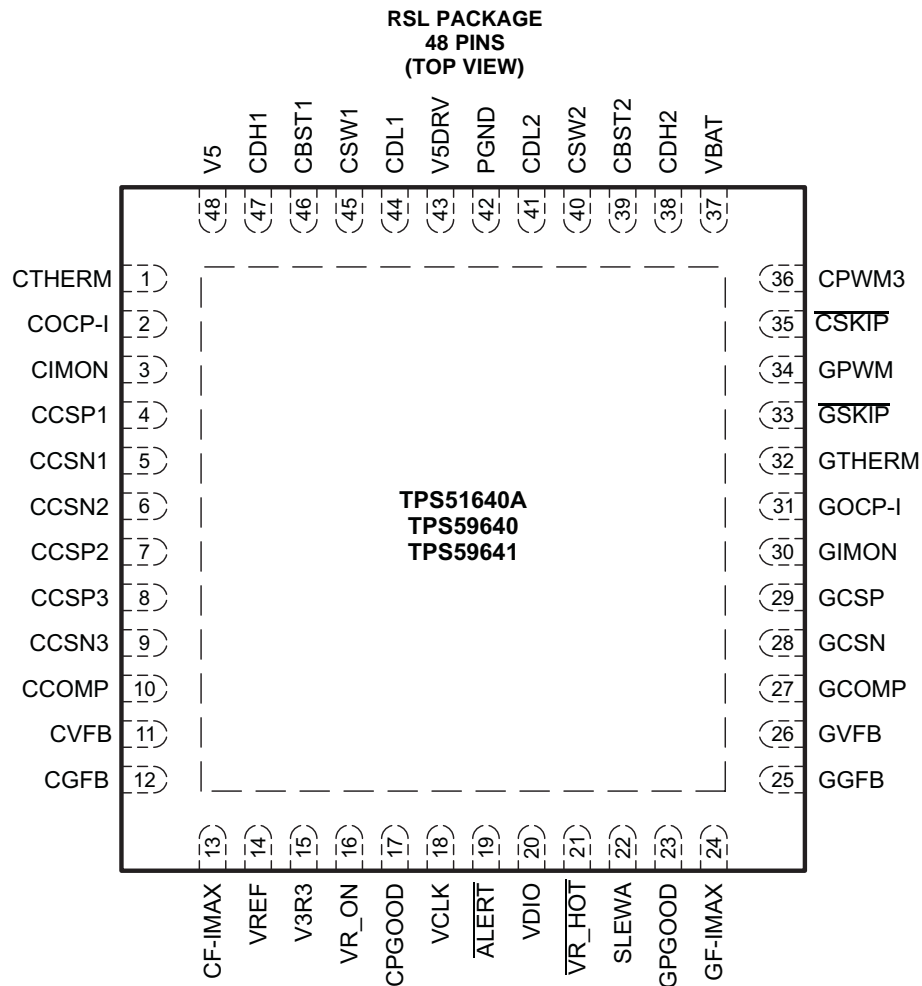 RSL PACKAGE
48 PINS
(TOP VIEW)
V5
CDH1
CBST1
CSW1
CDL1
V5DRV
PGND
CDL2
CSW2
CBST2
CDH2
VBAT
48
47
46
45
44
43
42
41
40
39
38
37
CTHERM 1
COCP-I 2
CIMON 3
CCSP1 4
CCSN1 5
CCSN2 6
CCSP2 7
CCSP3 8
CCSN3 9
CCOMP 10
CVFB 11
CGFB 12
TPS51640A
TPS59640
TPS59641
36 CPWM3
35 CSKIP
34 GPWM
33 GSKIP
32 GTHERM
31 GOCP-I
30 GIMON
29 GCSP
28 GCSN
27 GCOMP
26 GVFB
25 GGFB
13
14
15
16
17
18
19
20
21
22
23
24
CF-IMAX
VREF
V3R3
VR_ON
CPGOOD
VCLK
ALERT
VDIO
VR_HOT
SLEWA
GPGOOD
GF-IMAX